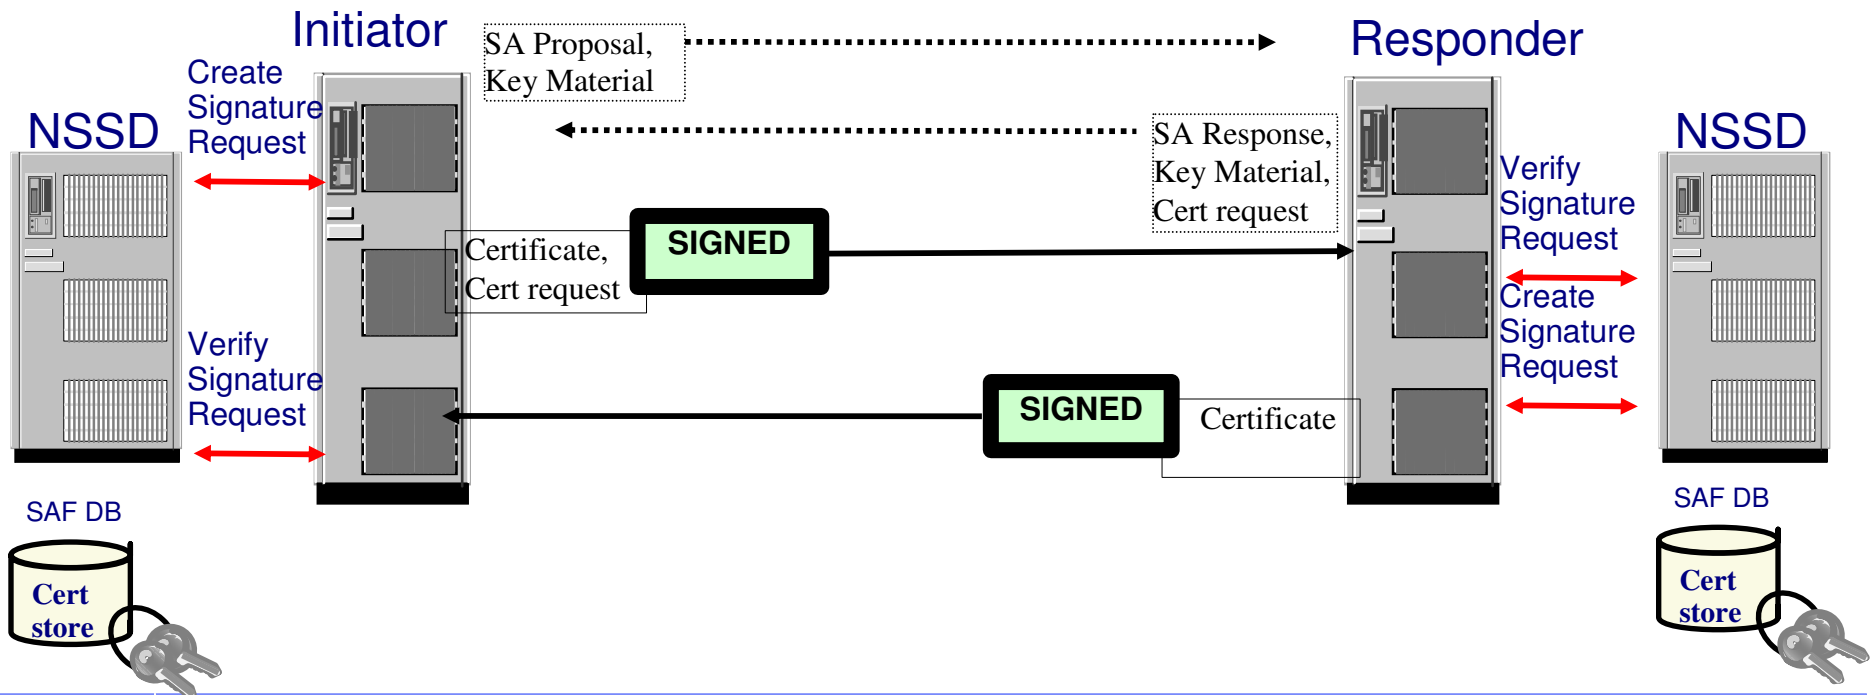 Initiator
Responder
SA Proposal,
Key Material
Create
Signature
Request
NSSD
NSSD
SA Response,
Key Material,
Cert request
Verify
Signature
Request
Certificate,
Cert request
SIGNED
Create
Signature
Request
Verify
Signature
Request
SIGNED
Certificate
SAF DB
SAF DB
Cert
store
Cert
store